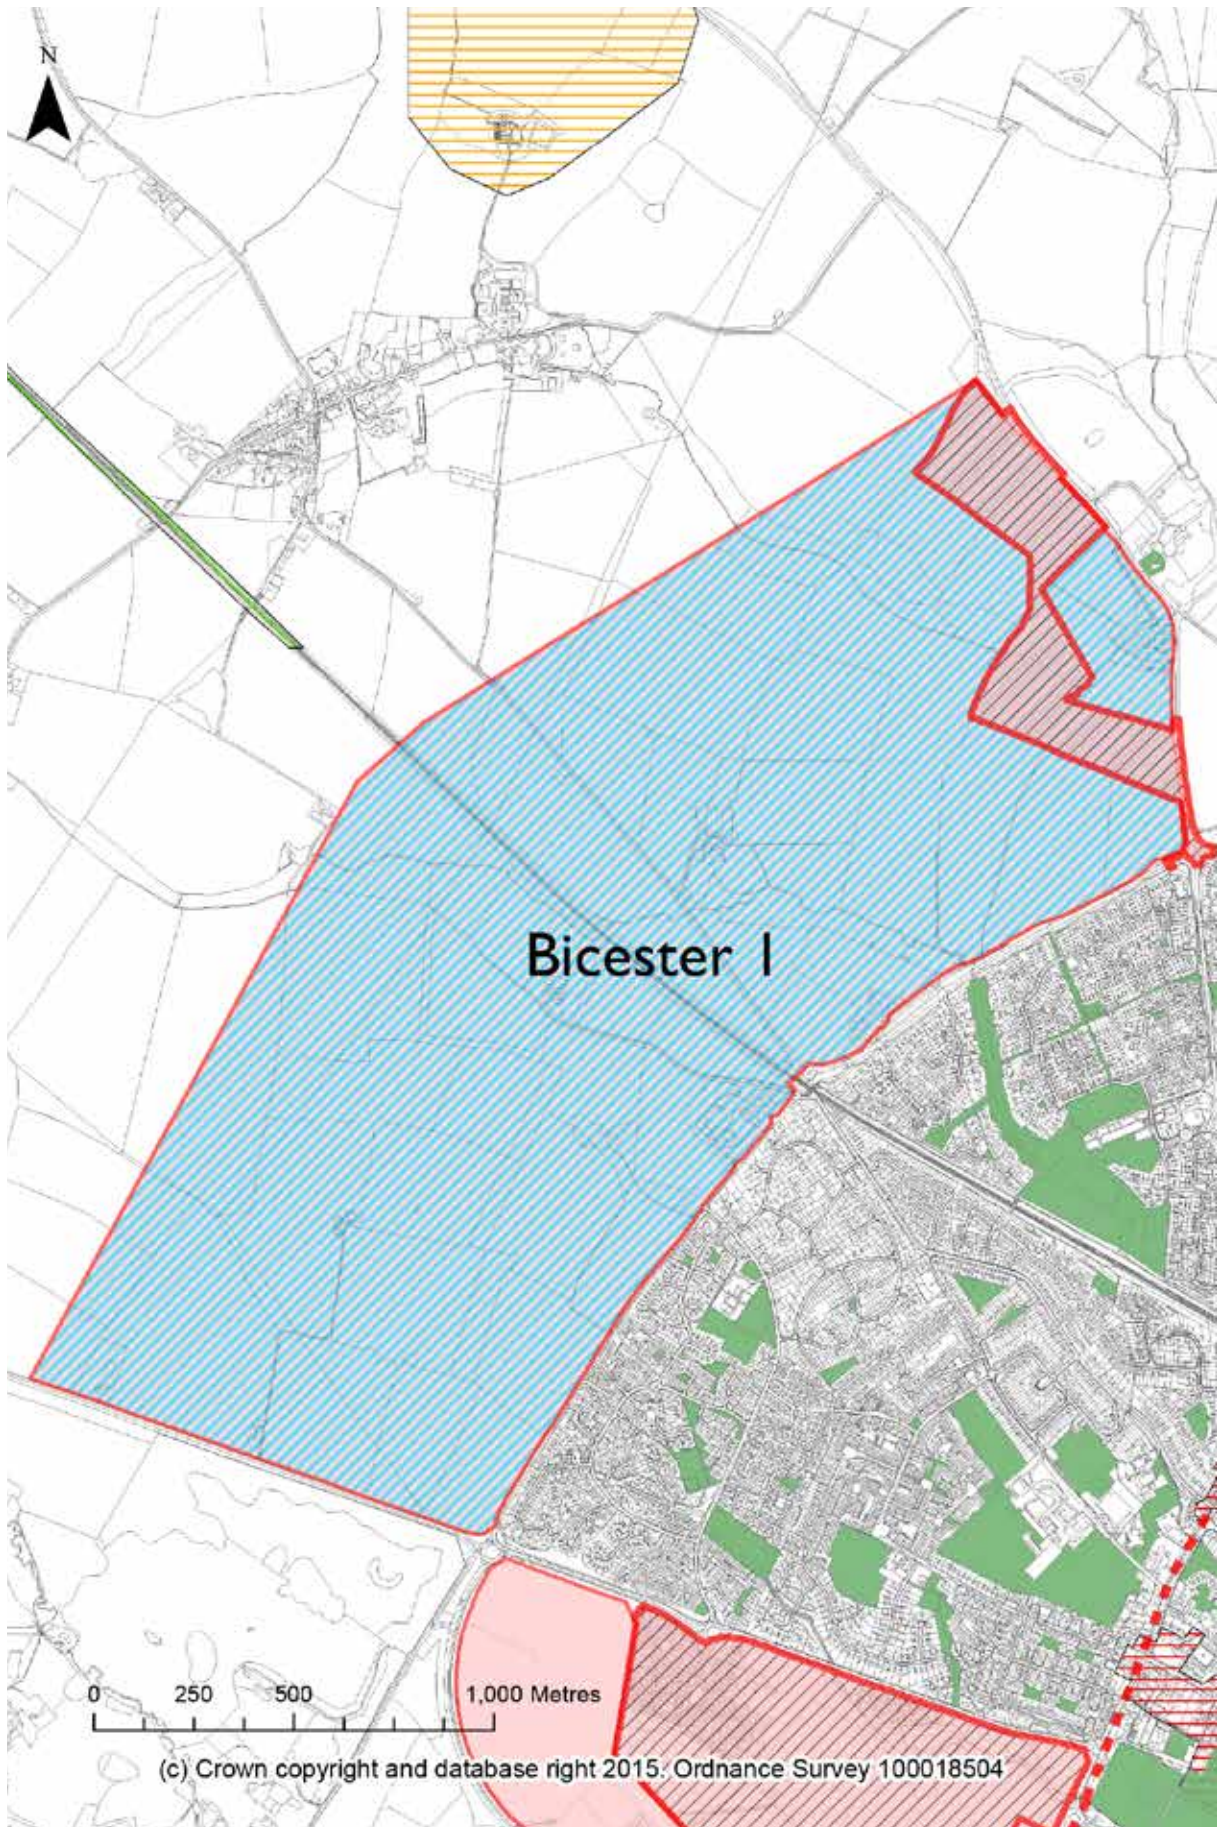 N
Bicester 1
0 250 500 1,000 Metres
(c) Crown copyright and database right 2015. Ordnance Survey 100018504